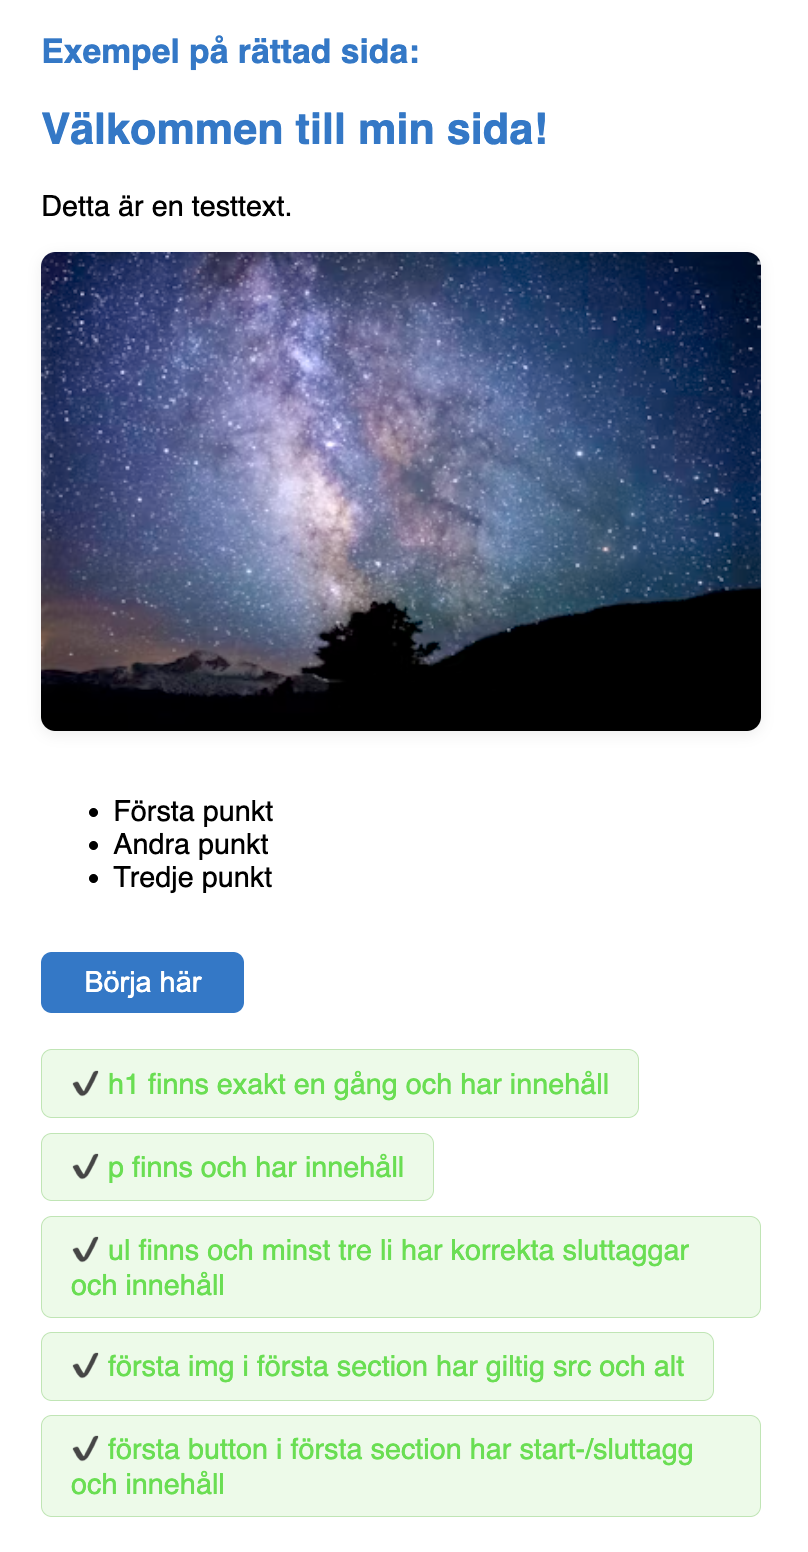 Exempel på rättad sida:
Välkommen till min sida!
Detta är en testtext.
• Första punkt
• Andra punkt
• Tredje punkt
Börja här
✔ h1 finns exakt en gång och har innehåll
✔ p finns och har innehåll
✔ ul finns och minst tre li har korrekta sluttaggar
och innehåll
✔ första img i första section har giltig src och alt
✔ första button i första section har start-/sluttagg
och innehåll